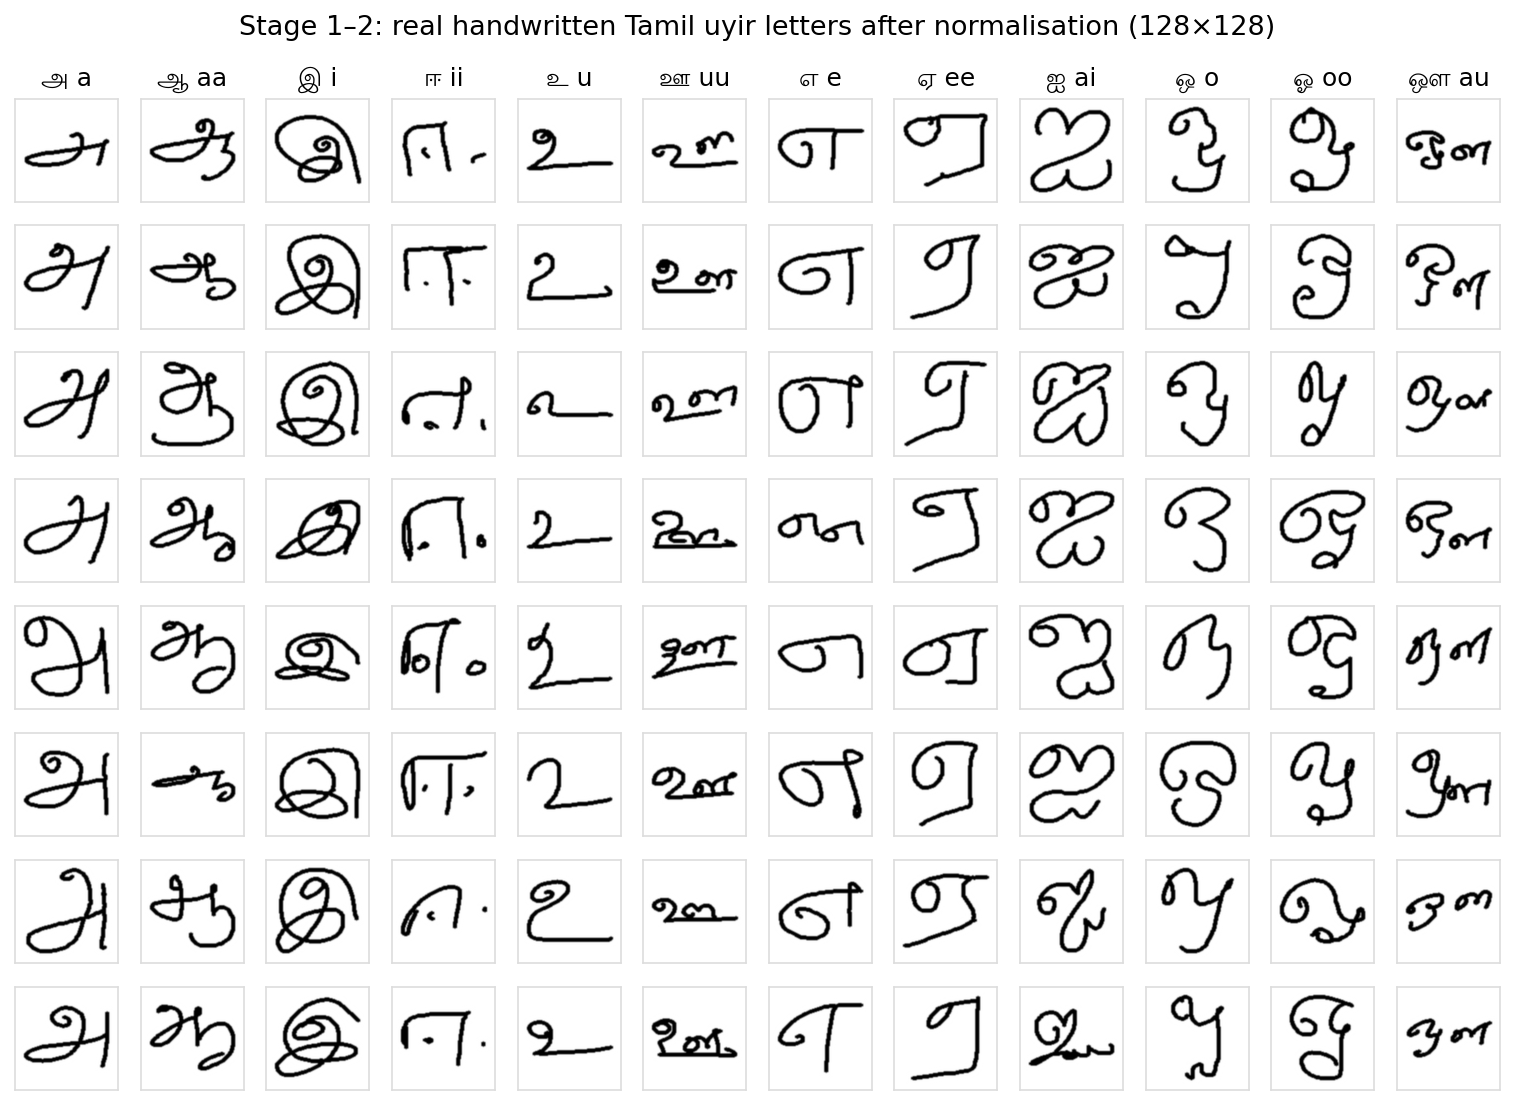 Stage 1–2: real handwritten Tamil uyir letters after normalisation (128×128)
அ a ஆ aa இ i ஈ ii உ u ஊ uu எ e ஏ ee ஐ ai ஒ o ஓ oo ஔ au
அ ஆ இ ஈ உ ஊ எ ஏ ஐ ஒ ஓ ஔ
அ ஆ இ ஈ உ ஊ எ ஏ ஐ ஒ ஓ ஔ
அ ஆ இ ஈ உ ஊ எ ஏ ஐ ஒ ஓ ஔ
அ ஆ இ ஈ உ ஊ எ ஏ ஐ ஒ ஓ ஔ
அ ஆ இ ஈ உ ஊ எ ஏ ஐ ஒ ஓ ஔ
அ ஆ இ ஈ உ ஊ எ ஏ ஐ ஒ ஓ ஔ
அ ஆ இ ஈ உ ஊ எ ஏ ஐ ஒ ஓ ஔ
அ ஆ இ ஈ உ ஊ எ ஏ ஐ ஒ ஓ ஔ